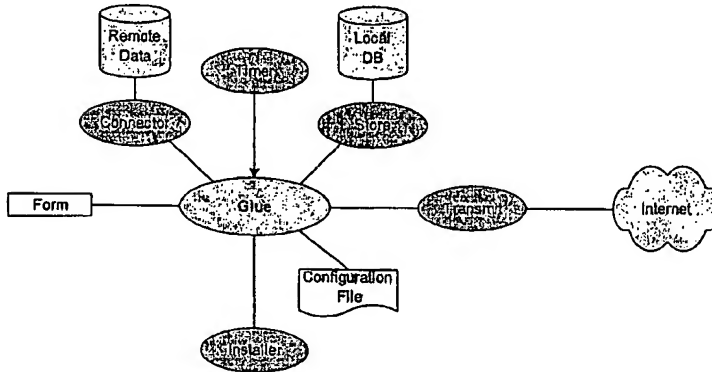 Remote
Data
Timer
Local
DB
Connector
Store
Form
Glue
Transmit
Internet
Configuration
File
Installer